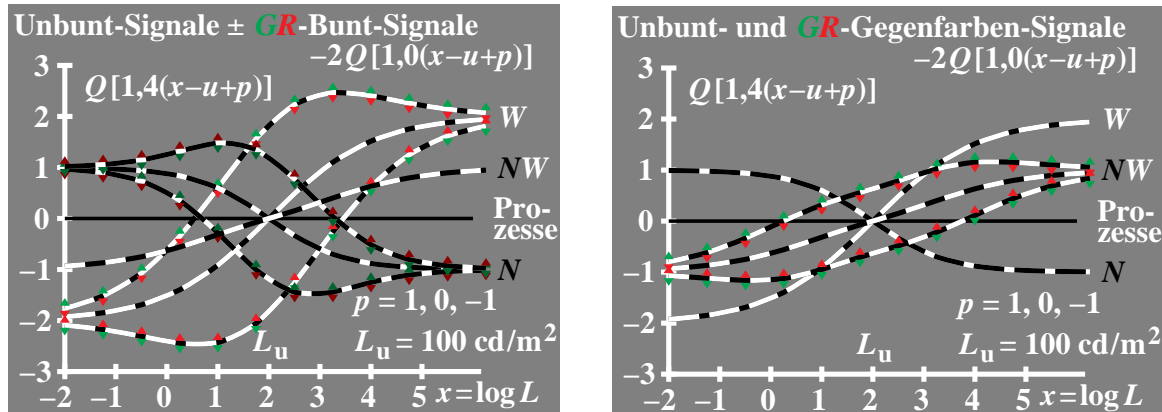 Unbunt-Signale ± GR-Bunt-Signale
−2Q[1,0(x−u+p)]
Q[1,4(x−u+p)]
3
2
1
0
−1
−2
−3
W
NW
Pro-
zesse
N
p = 1, 0, −1
Lu
Lu = 100 cd/m2
−2 −1 0 1 2 3 4 5 x = log L
Unbunt- und GR-Gegenfarben-Signale
−2Q[1,0(x−u+p)]
Q[1,4(x−u+p)]
3
2
1
0
−1
−2
−3
W
NW
Pro-
zesse
N
p = 1, 0, −1
Lu
Lu = 100 cd/m2
−2 −1 0 1 2 3 4 5 x = log L